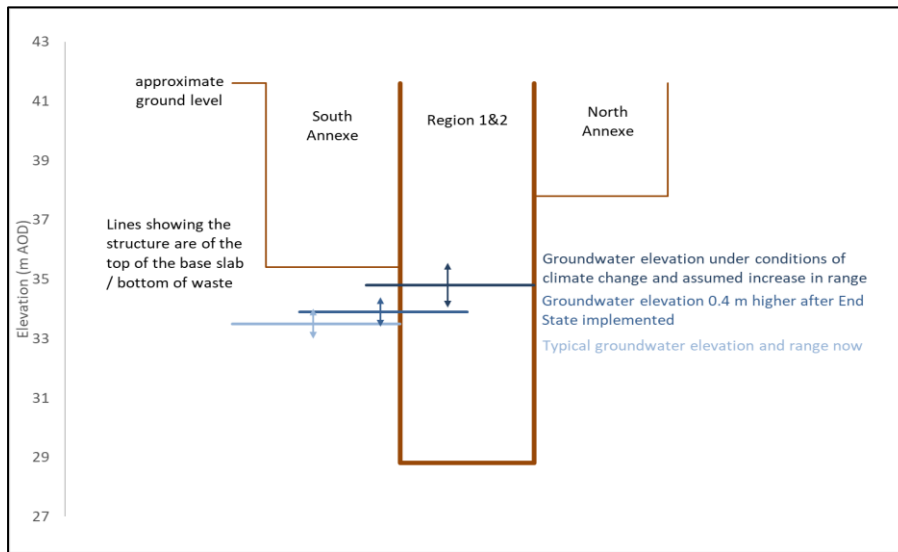 43
41
39
37
35
33
31
29
27
Elevation (m AOD)
approximate
ground level
South
Annexe
Region 1&2
North
Annexe
Lines showing the
structure are of the
top of the base slab
/ bottom of waste
Groundwater elevation under conditions of
climate change and assumed increase in range
Groundwater elevation 0.4 m higher after End
State implemented
Typical groundwater elevation and range now